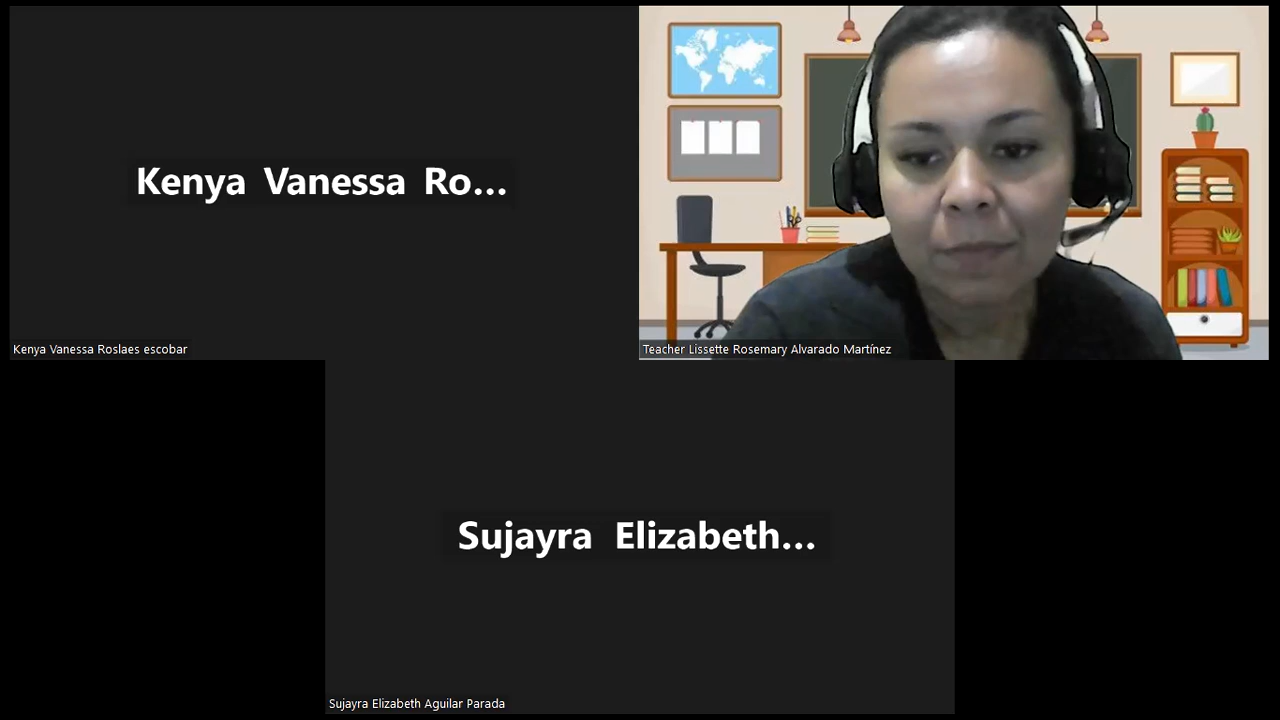 Kenya Vanessa Ro...
Kenya Vanessa Roslaes escobar
Teacher Lissette Rosemary Alvarado Martínez
Sujayra Elizabeth...
Sujayra Elizabeth Aguilar Parada